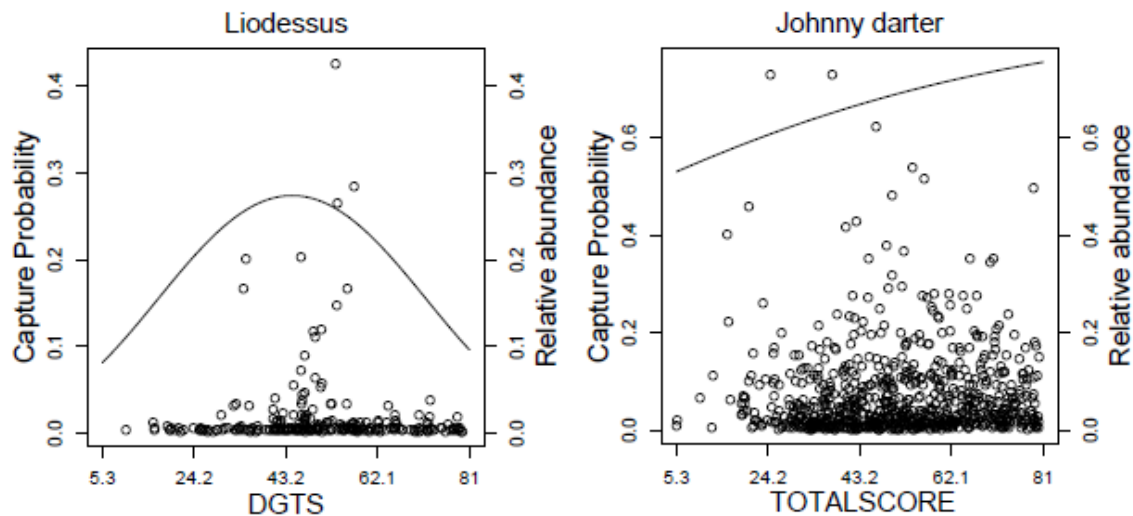 Liodessus
Capture Probability
0.4
0.3
0.2
0.1
0.0
0.4
0.3
0.2
0.1
0.0
Relative abundance
5.3 24.2 43.2 62.1 81
DGTS
Johnny darter
Capture Probability
0.6
0.4
0.2
0.0
0.6
0.4
0.2
0.0
Relative abundance
5.3 24.2 43.2 62.1 81
TOTALSCORE